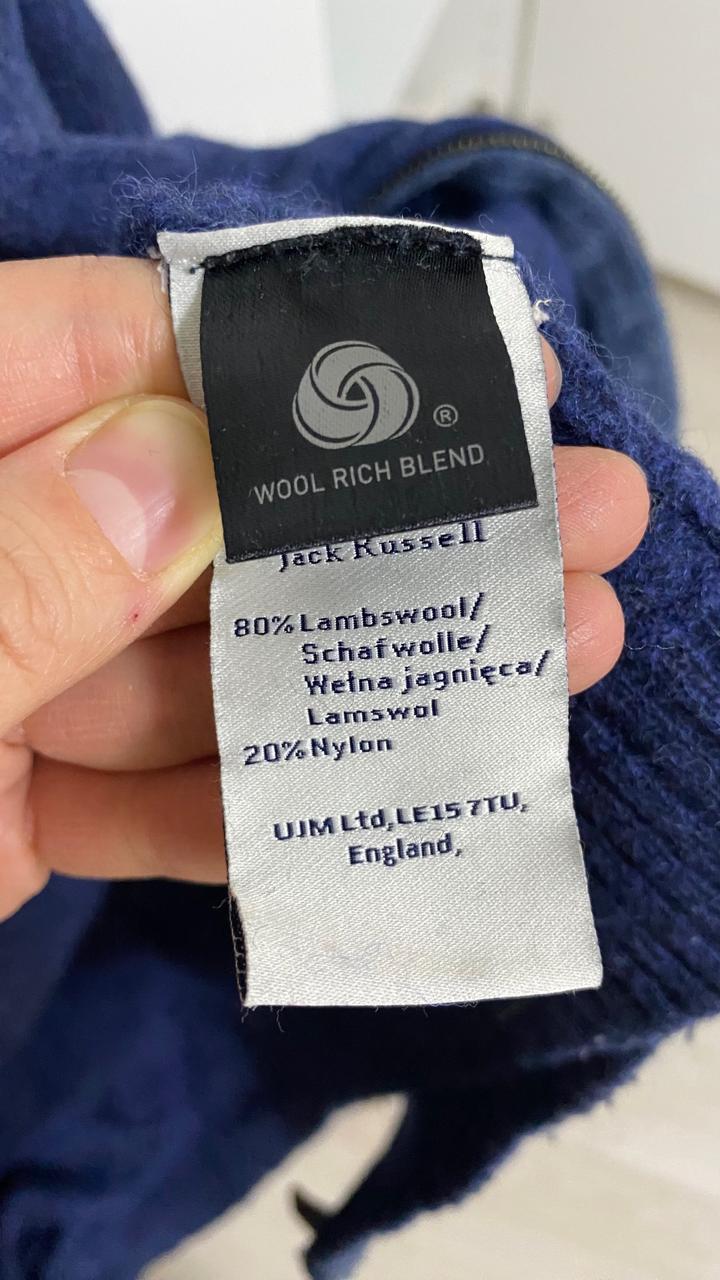 ®
WOOL RICH BLEND
Jack Russell
80% Lambswool/
Schafwolle/
Wełna jagnięca/
Lamswol
20% Nylon
UJM Ltd, LE15 7TU,
England,